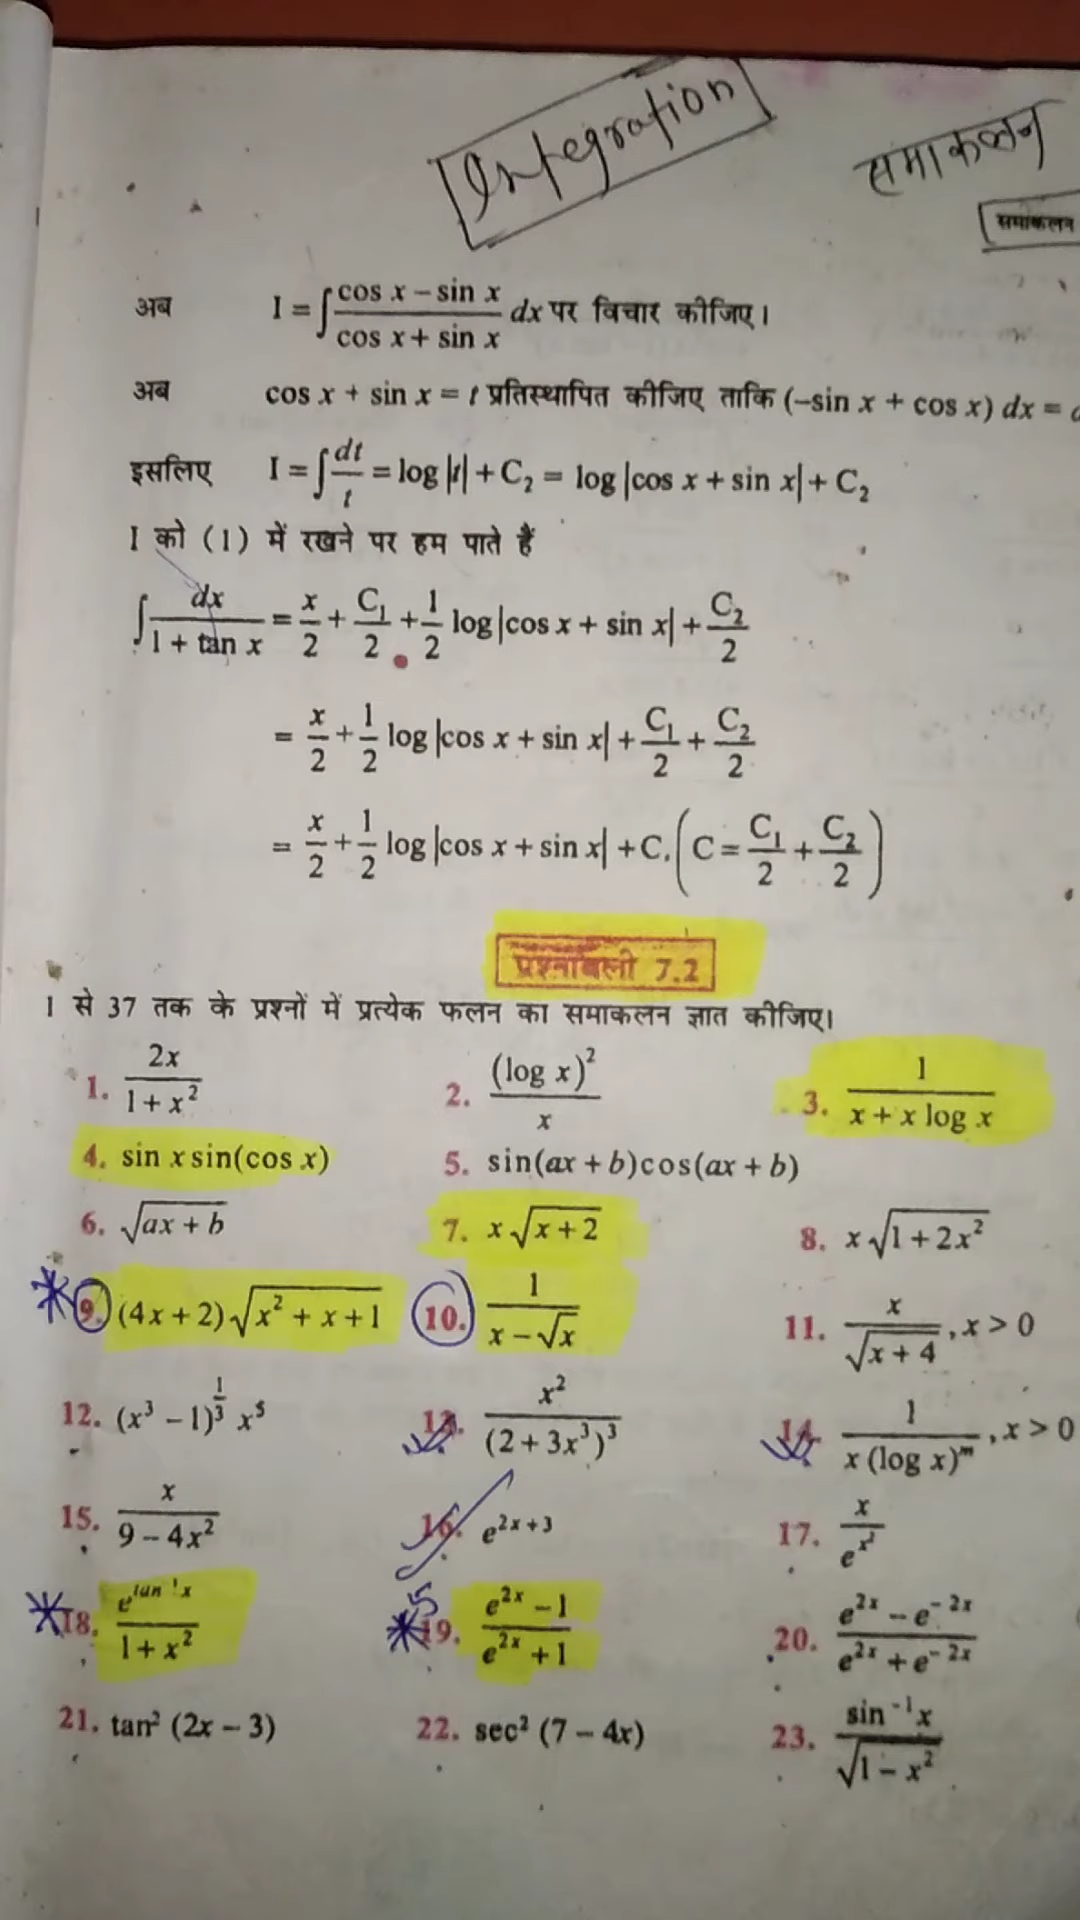 Integration
समाकलन
समाकलन
अब I = ∫ (cos x – sin x)/(cos x + sin x) dx पर विचार कीजिए।
अब cos x + sin x = t प्रतिस्थापित कीजिए ताकि (–sin x + cos x) dx =
इसलिए I = ∫ dt/t = log |t| + C₂ = log |cos x + sin x| + C₂
I को (1) में रखने पर हम पाते हैं
∫ dx/(1 + tan x) = x/2 + C₁/2 + 1/2 log |cos x + sin x| + C₂/2
= x/2 + 1/2 log |cos x + sin x| + C₁/2 + C₂/2
= x/2 + 1/2 log |cos x + sin x| + C, (C = C₁/2 + C₂/2)
प्रश्नावली 7.2
1 से 37 तक के प्रश्नों में प्रत्येक फलन का समाकलन ज्ञात कीजिए।
1. 2x/(1 + x²) 2. (log x)²/x 3. 1/(x + x log x)
4. sin x sin(cos x) 5. sin(ax + b) cos(ax + b)
6. √(ax + b) 7. x √(x + 2) 8. x √(1 + 2x²)
9. (4x + 2) √(x² + x + 1) 10. 1/(x – √x) 11. x/√(x + 4), x > 0
12. (x³ – 1)^(1/3) x⁵ 13. x²/(2 + 3x³)³ 14. 1/(x (log x)^m), x > 0
15. x/(9 – 4x²) 16. e^(2x + 3) 17. x/e^(x²)
5
18. e^(tan⁻¹x)/(1 + x²) 19. (e^(2x) – 1)/(e^(2x) + 1) 20. (e^(2x) – e^(–2x))/(e^(2x) + e^(–2x))
21. tan² (2x – 3) 22. sec² (7 – 4x) 23. sin⁻¹x/√(1 – x²)